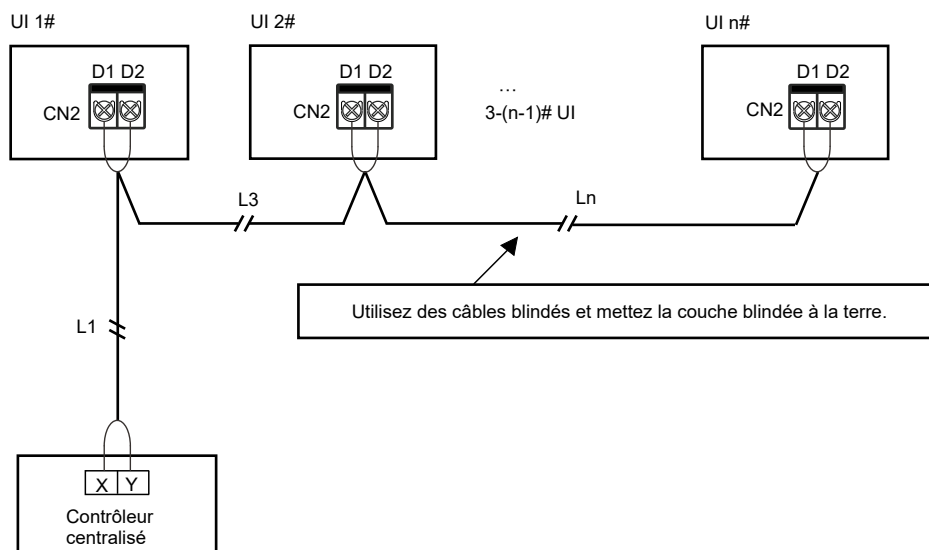 UI 1#
UI 2#
UI n#
D1 D2
D1 D2
D1 D2
CN2
CN2
...
3-(n-1)# UI
CN2
L3
Ln
Utilisez des câbles blindés et mettez la couche blindée à la terre.
L1
X Y
Contrôleur
centralisé